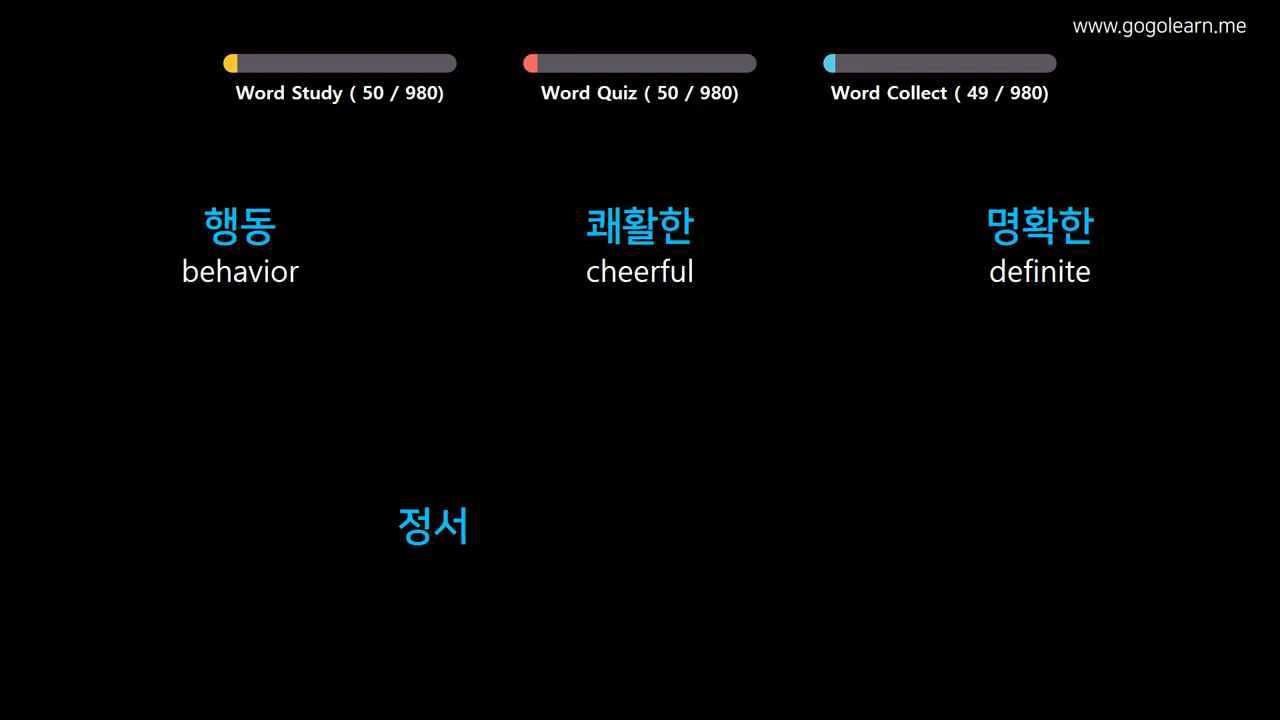 www.gogolearn.me
Word Study ( 50 / 980)
Word Quiz ( 50 / 980)
Word Collect ( 49 / 980)
행동
behavior
쾌활한
cheerful
명확한
definite
정서